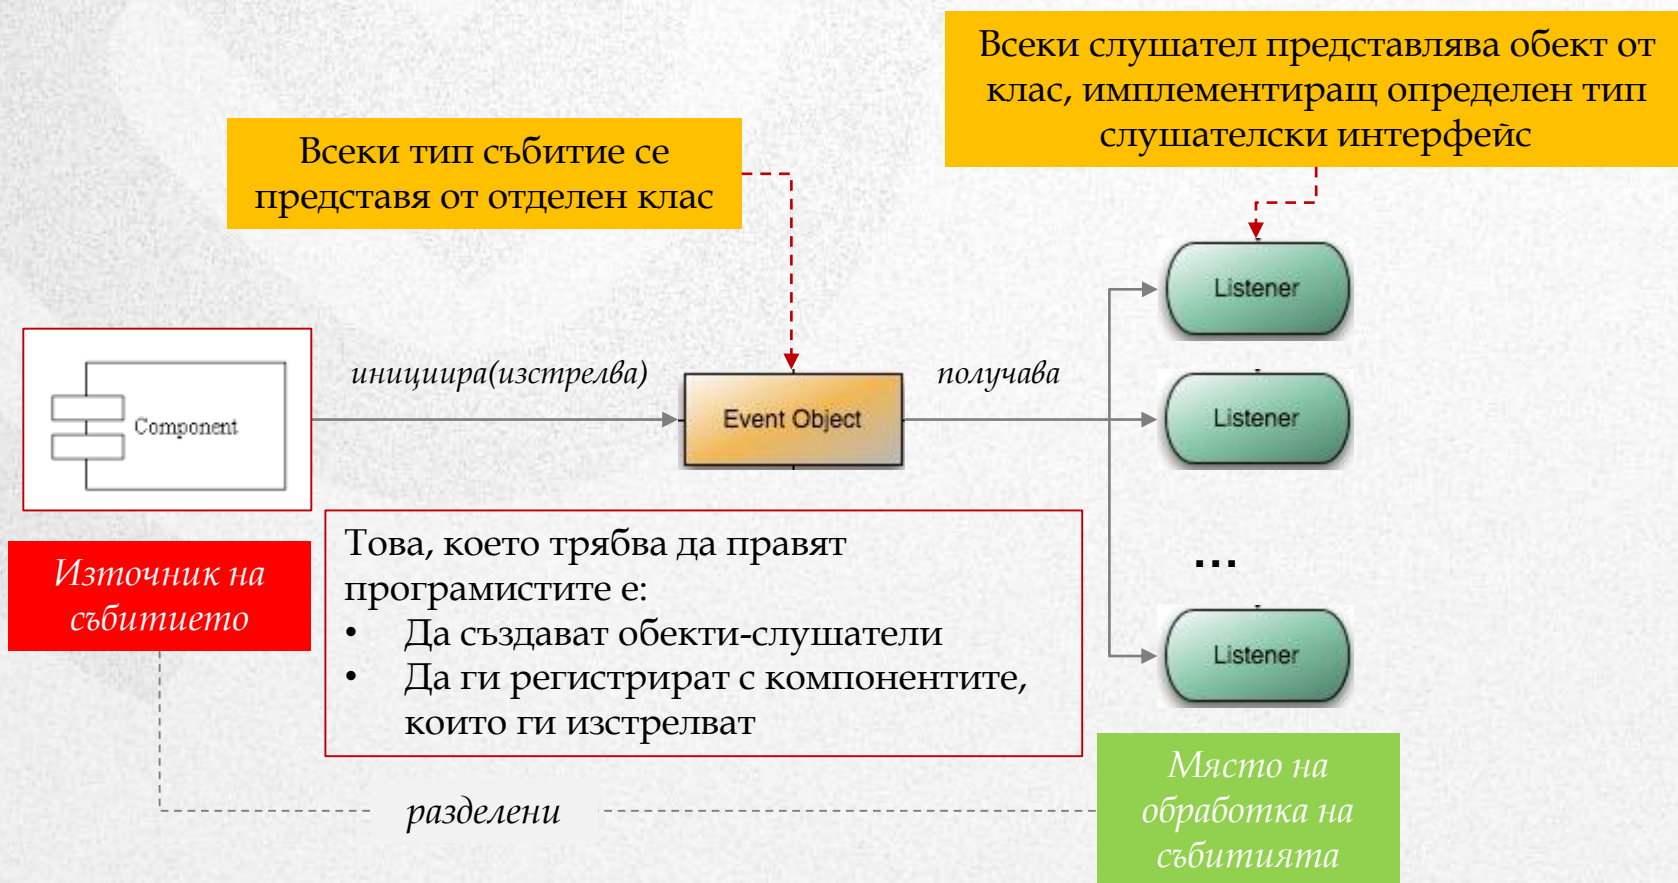 Всеки слушател представлява обект от
клас, имплементиращ определен тип
слушателски интерфейс
Всеки тип събитие се
представя от отделен клас
Component
инициира(изстрелва)
Event Object
получава
Listener
Listener
...
Listener
Източник на
събитието
Това, което трябва да правят
програмистите е:
• Да създават обекти-слушатели
• Да ги регистрират с компонентите,
които ги изстрелват
разделени
Място на
обработка на
събитията